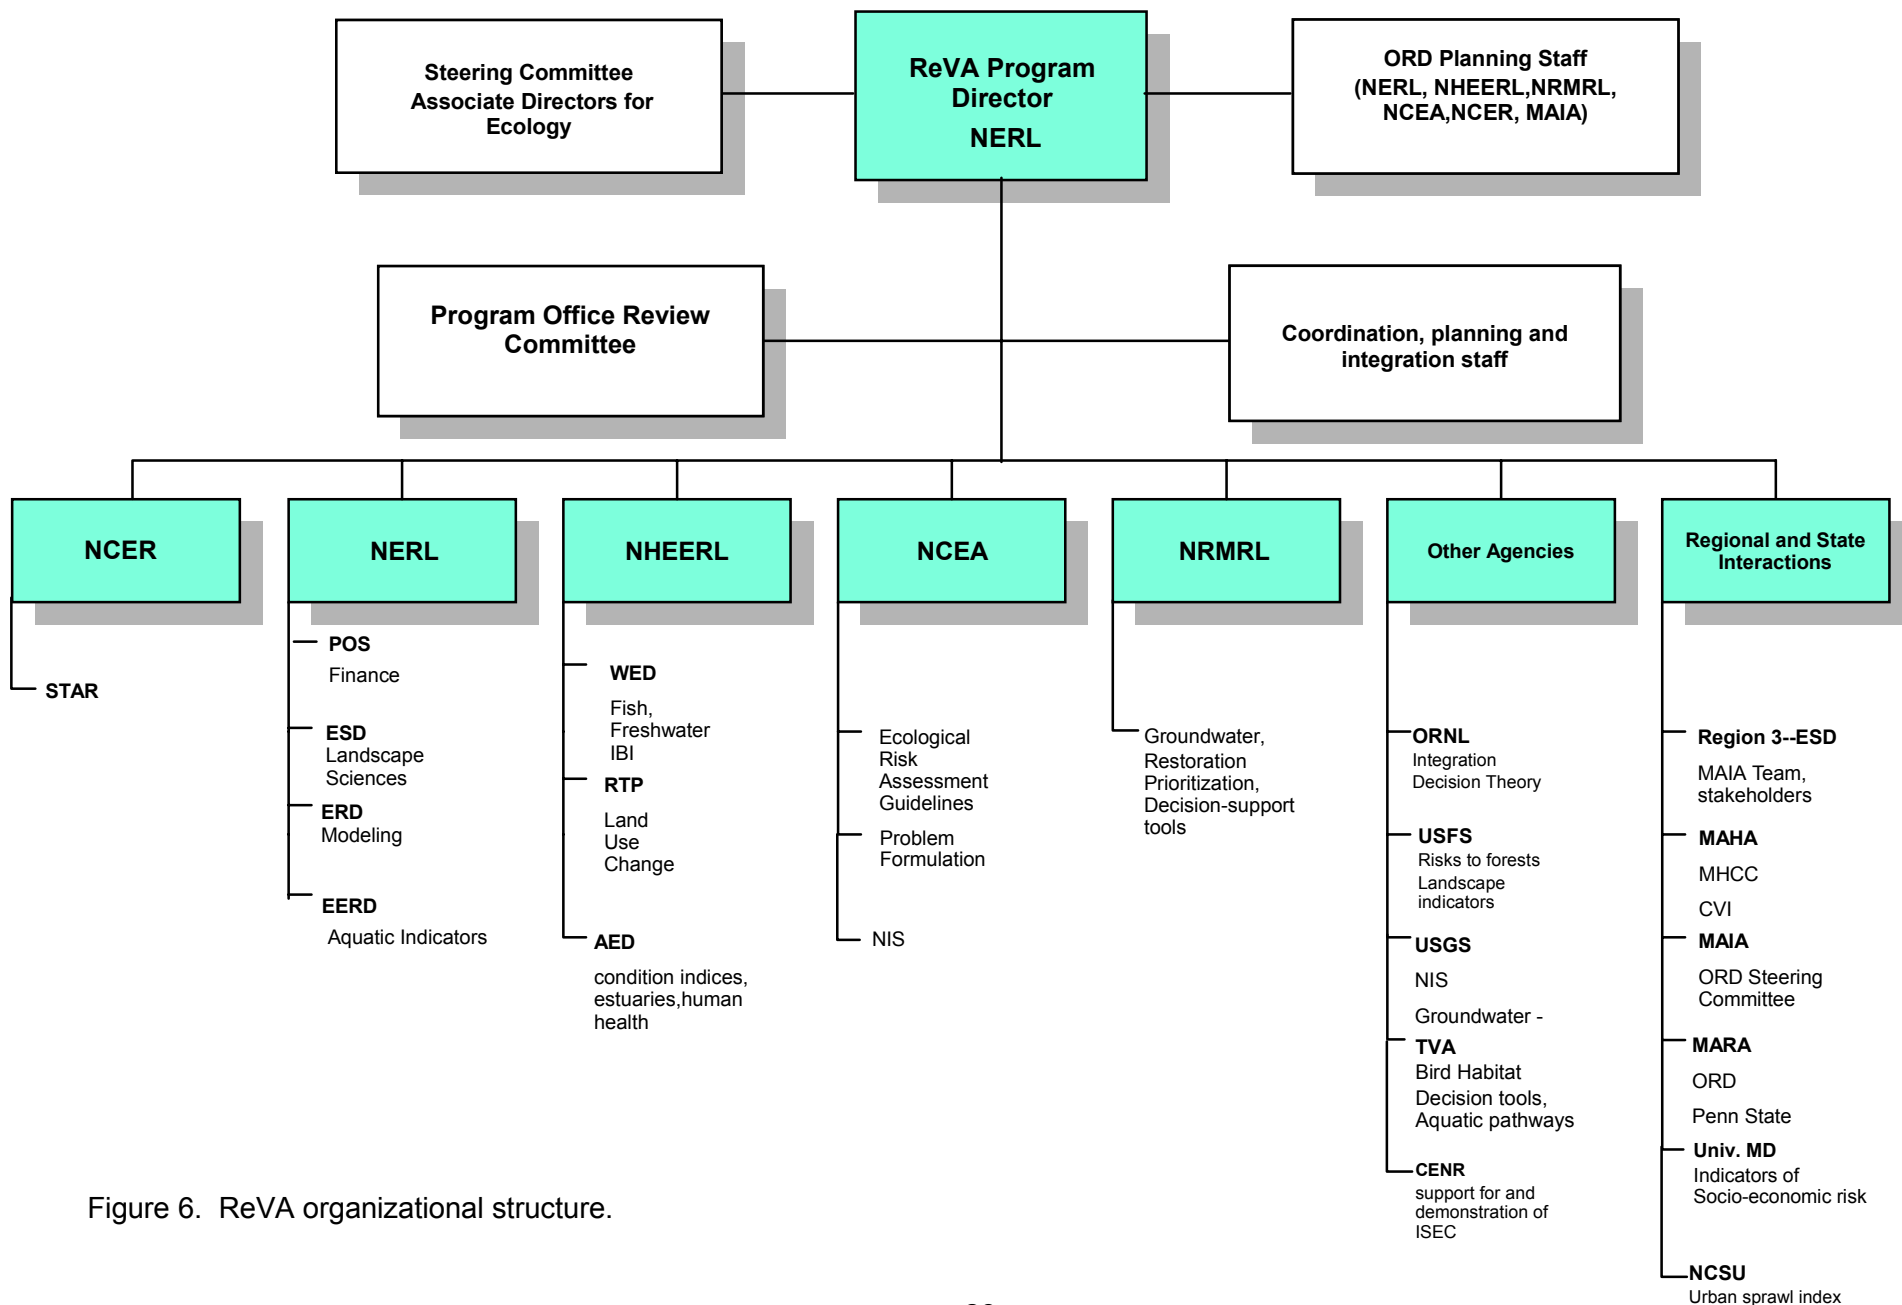 Steering Committee
Associate Directors for
Ecology
ReVA Program
Director
NERL
ORD Planning Staff
(NERL, NHEERL,NRMRL,
NCEA,NCER, MAIA)
Program Office Review
Committee
Coordination, planning and
integration staff
NCER
NERL
NHEERL
NCEA
NRMRL
Other Agencies
Regional and State
Interactions
STAR
POS
Finance
ESD
Landscape
Sciences
ERD
Modeling
EERD
Aquatic Indicators
WED
Fish,
Freshwater
IBI
RTP
Land
Use
Change
AED
condition indices,
estuaries,human
health
Ecological
Risk
Assessment
Guidelines
Problem
Formulation
NIS
Groundwater,
Restoration
Prioritization,
Decision-support
tools
ORNL
Integration
Decision Theory
USFS
Risks to forests
Landscape
indicators
USGS
NIS
Groundwater -
TVA
Bird Habitat
Decision tools,
Aquatic pathways
CENR
support for and
demonstration of
ISEC
Region 3--ESD
MAIA Team,
stakeholders
MAHA
MHCC
CVI
MAIA
ORD Steering
Committee
MARA
ORD
Penn State
Univ. MD
Indicators of
Socio-economic risk
NCSU
Urban sprawl index
Figure 6. ReVA organizational structure.